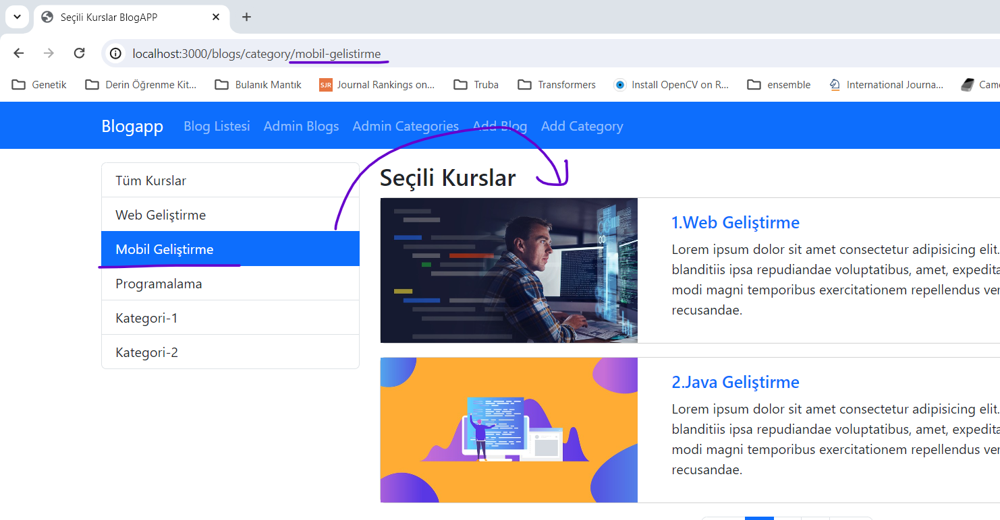 Seçili Kurslar BlogAPP
localhost:3000/blogs/category/mobil-gelistirme
Genetik Derin Öğrenme Kit... Bulanık Mantık SJR Journal Rankings on... Truba Transformers Install OpenCV on R... ensemble International Journa... Came
Blogapp Blog Listesi Admin Blogs Admin Categories Add Blog Add Category
Tüm Kurslar
Web Geliştirme
Mobil Geliştirme
Programalama
Kategori-1
Kategori-2
Seçili Kurslar
1.Web Geliştirme
Lorem ipsum dolor sit amet consectetur adipisicing elit.
blanditiis ipsa repudiandae voluptatibus, amet, expedita
modi magni temporibus exercitationem repellendus ver
recusandae.
2.Java Geliştirme
Lorem ipsum dolor sit amet consectetur adipisicing elit.
blanditiis ipsa repudiandae voluptatibus, amet, expedita
modi magni temporibus exercitationem repellendus ver
recusandae.